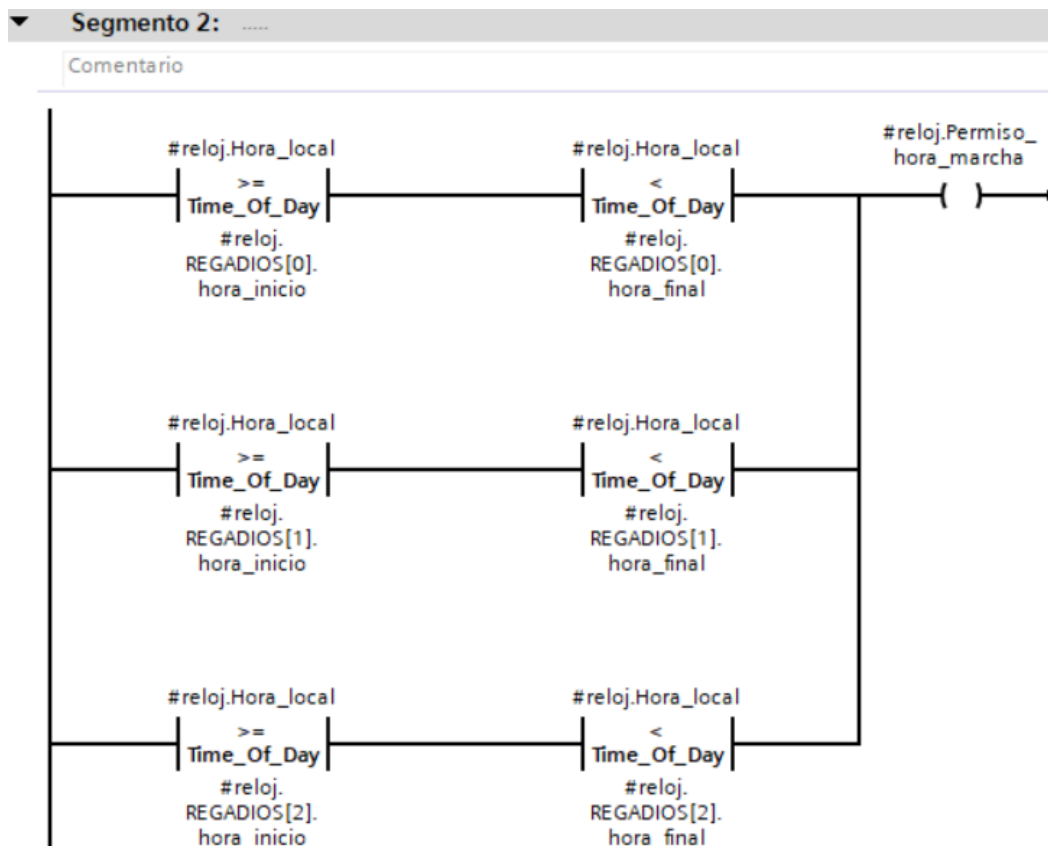 Segmento 2: .....
Comentario
#reloj.Hora_local
>=
Time_Of_Day
#reloj.
REGADIOS[0].
hora_inicio
#reloj.Hora_local
<
Time_Of_Day
#reloj.
REGADIOS[0].
hora_final
#reloj.Permiso_
hora_marcha
#reloj.Hora_local
>=
Time_Of_Day
#reloj.
REGADIOS[1].
hora_inicio
#reloj.Hora_local
<
Time_Of_Day
#reloj.
REGADIOS[1].
hora_final
#reloj.Hora_local
>=
Time_Of_Day
#reloj.
REGADIOS[2].
hora_inicio
#reloj.Hora_local
<
Time_Of_Day
#reloj.
REGADIOS[2].
hora_final